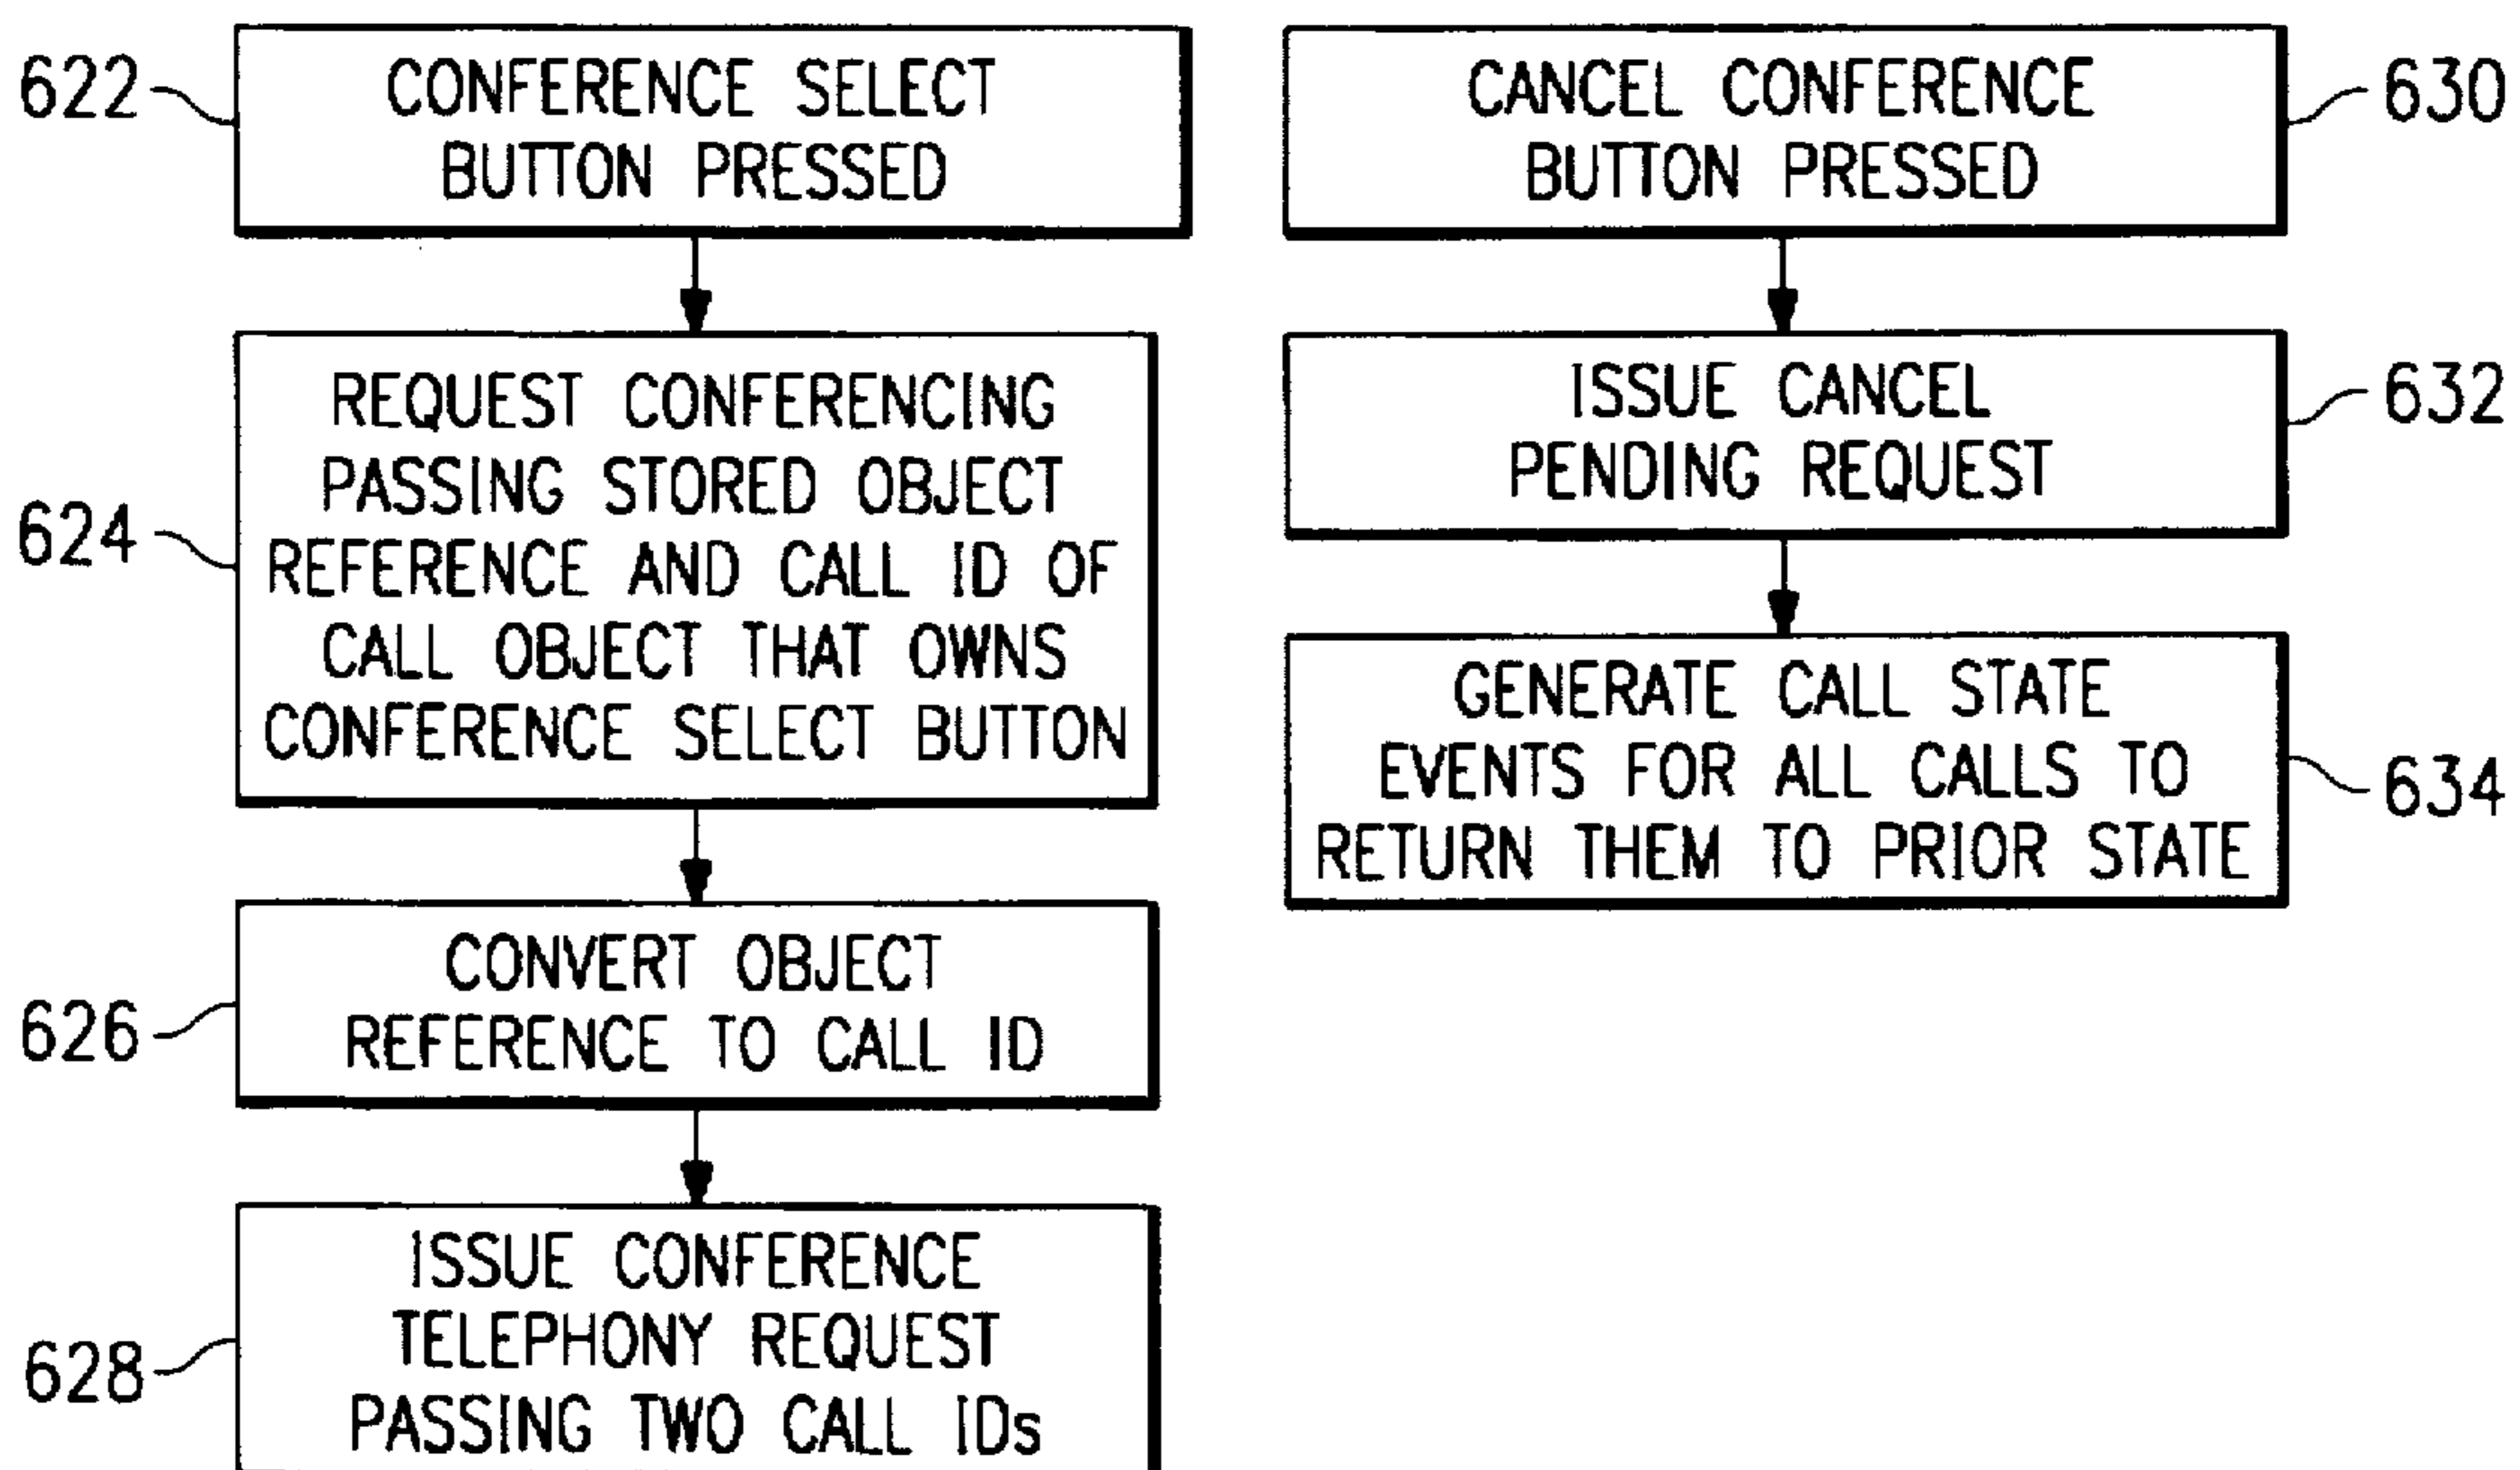 622
CONFERENCE SELECT
BUTTON PRESSED
624
REQUEST CONFERENCING
PASSING STORED OBJECT
REFERENCE AND CALL ID OF
CALL OBJECT THAT OWNS
CONFERENCE SELECT BUTTON
626
CONVERT OBJECT
REFERENCE TO CALL ID
628
ISSUE CONFERENCE
TELEPHONY REQUEST
PASSING TWO CALL IDs
630
CANCEL CONFERENCE
BUTTON PRESSED
632
ISSUE CANCEL
PENDING REQUEST
634
GENERATE CALL STATE
EVENTS FOR ALL CALLS TO
RETURN THEM TO PRIOR STATE